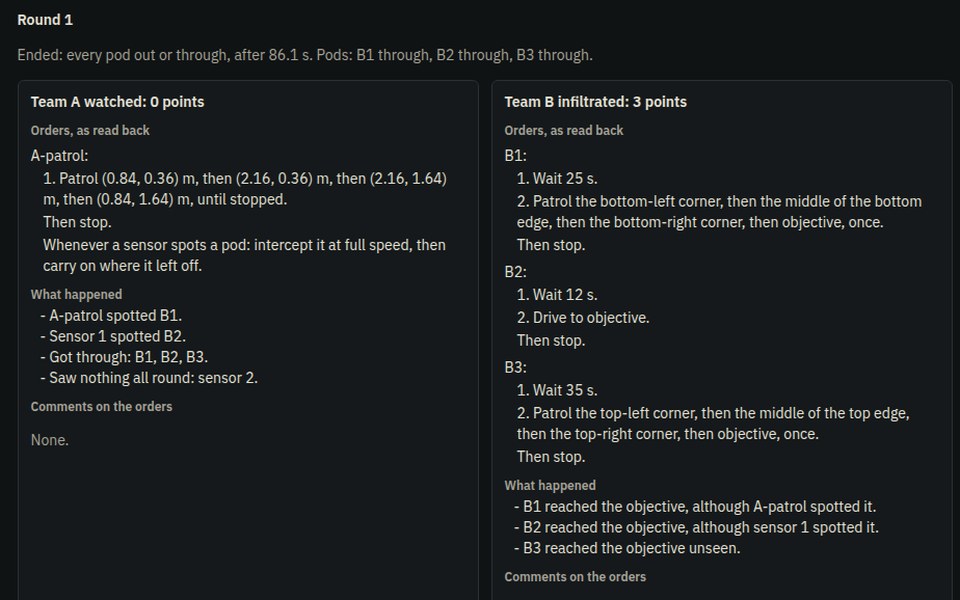 Round 1
Ended: every pod out or through, after 86.1 s. Pods: B1 through, B2 through, B3 through.
Team A watched: 0 points
Orders, as read back
A-patrol:
1. Patrol (0.84, 0.36) m, then (2.16, 0.36) m, then (2.16, 1.64)
m, then (0.84, 1.64) m, until stopped.
Then stop.
Whenever a sensor spots a pod: intercept it at full speed, then
carry on where it left off.
What happened
- A-patrol spotted B1.
- Sensor 1 spotted B2.
- Got through: B1, B2, B3.
- Saw nothing all round: sensor 2.
Comments on the orders
None.
Team B infiltrated: 3 points
Orders, as read back
B1:
1. Wait 25 s.
2. Patrol the bottom-left corner, then the middle of the bottom
edge, then the bottom-right corner, then objective, once.
Then stop.
B2:
1. Wait 12 s.
2. Drive to objective.
Then stop.
B3:
1. Wait 35 s.
2. Patrol the top-left corner, then the middle of the top edge,
then the top-right corner, then objective, once.
Then stop.
What happened
- B1 reached the objective, although A-patrol spotted it.
- B2 reached the objective, although sensor 1 spotted it.
- B3 reached the objective unseen.
Comments on the orders